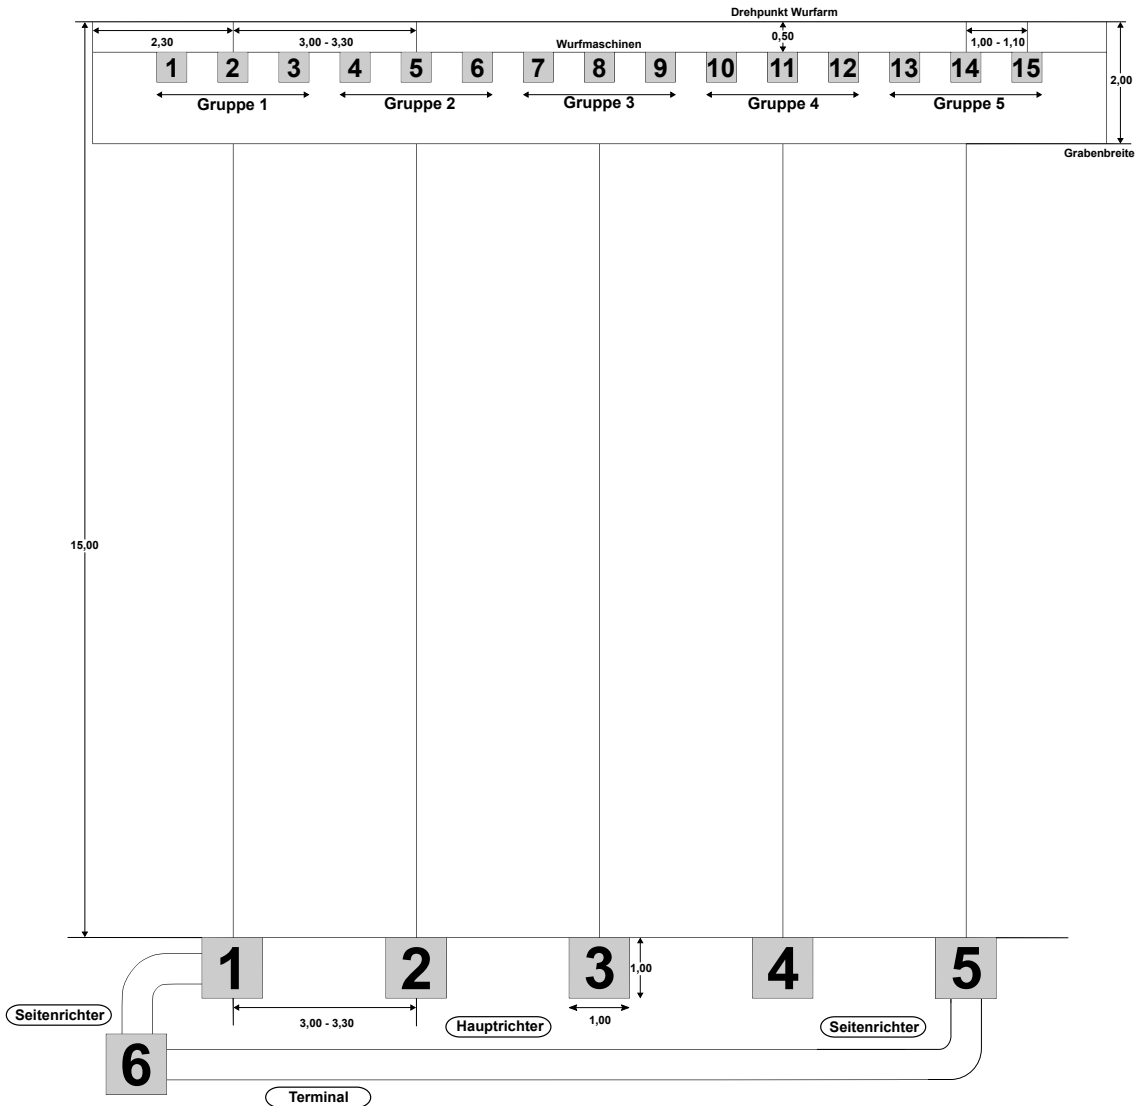 Drehpunkt Wurfarm
2,30
3,00 - 3,30
Wurfmaschinen
0,50
1,00 - 1,10
1 2 3 4 5 6 7 8 9 10 11 12 13 14 15
2,00
Gruppe 1 Gruppe 2 Gruppe 3 Gruppe 4 Gruppe 5
Grabenbreite
15,00
1 2 3 4 5
1,00
Seitenrichter
3,00 - 3,30
Hauptrichter
1,00
Seitenrichter
6
Terminal